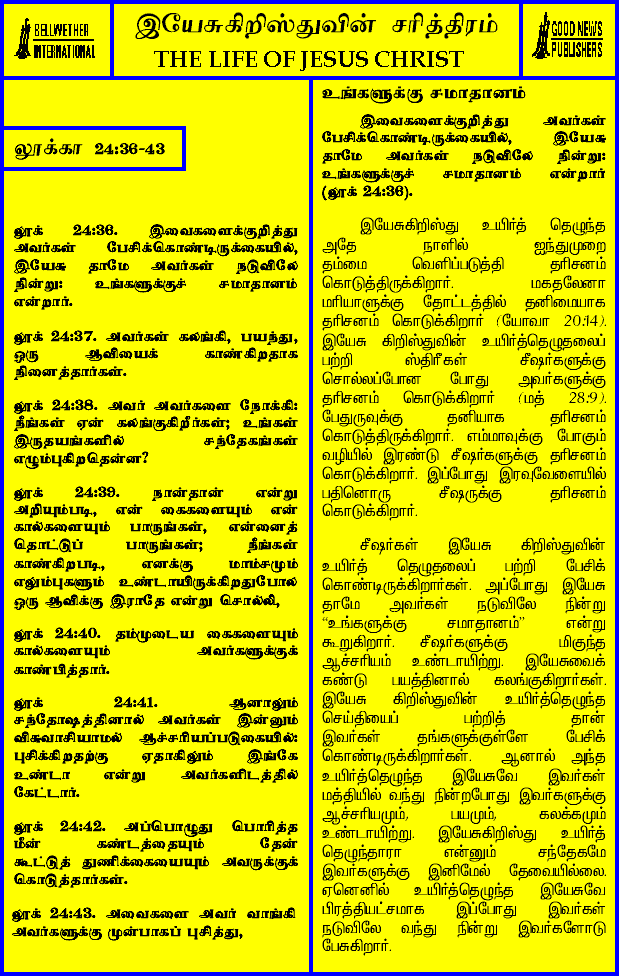 BELLWETHER
INTERNATIONAL
இயேசுகிறிஸ்துவின் சரித்திரம்
THE LIFE OF JESUS CHRIST
GOOD NEWS
PUBLISHERS
லூக்கா 24:36-43
லூக் 24:36. இவைகளைக்குறித்து
அவர்கள் பேசிக்கொண்டிருக்கையில்,
இயேசு தாமே அவர்கள் நடுவிலே
நின்று: உங்களுக்குச் சமாதானம்
என்றார்.
லூக் 24:37. அவர்கள் கலங்கி, பயந்து,
ஒரு ஆவியைக் காண்கிறதாக
நினைத்தார்கள்.
லூக் 24:38. அவர் அவர்களை நோக்கி:
நீங்கள் ஏன் கலங்குகிறீர்கள்; உங்கள்
இருதயங்களில் சந்தேகங்கள்
எழும்புகிறதென்ன?
லூக் 24:39. நான்தான் என்று
அறியும்படி, என் கைகளையும் என்
கால்களையும் பாருங்கள், என்னைத்
தொட்டுப் பாருங்கள்; நீங்கள்
காண்கிறபடி, எனக்கு மாம்சமும்
எலும்புகளும் உண்டாயிருக்கிறதுபோல்
ஒரு ஆவிக்கு இராதே என்று சொல்லி,
லூக் 24:40. தம்முடைய கைகளையும்
கால்களையும் அவர்களுக்குக்
காண்பித்தார்.
லூக் 24:41. ஆனாலும்
சந்தோஷத்தினால் அவர்கள் இன்னும்
விசுவாசியாமல் ஆச்சரியப்படுகையில்:
புசிக்கிறதற்கு ஏதாகிலும் இங்கே
உண்டா என்று அவர்களிடத்தில்
கேட்டார்.
லூக் 24:42. அப்பொழுது பொரித்த
மீன் கண்டத்தையும் தேன்
கூட்டுத் துணிக்கையையும் அவருக்குக்
கொடுத்தார்கள்.
லூக் 24:43. அவைகளை அவர் வாங்கி
அவர்களுக்கு முன்பாகப் புசித்து,
உங்களுக்கு சமாதானம்
இவைகளைக்குறித்து அவர்கள்
பேசிக்கொண்டிருக்கையில், இயேசு
தாமே அவர்கள் நடுவிலே நின்று:
உங்களுக்குச் சமாதானம் என்றார்
(லூக் 24:36).
இயேசுகிறிஸ்து உயிர்த் தெழுந்த
அதே நாளில் ஐந்துமுறை
தம்மை வெளிப்படுத்தி தரிசனம்
கொடுத்திருக்கிறார். மகதலேனா
மரியாளுக்கு தோட்டத்தில் தனிமையாக
தரிசனம் கொடுக்கிறார் (யோவா 20:14).
இயேசு கிறிஸ்துவின் உயிர்த்தெழுதலைப்
பற்றி ஸ்திரீகள் சீஷர்களுக்கு
சொல்லப்போன போது அவர்களுக்கு
தரிசனம் கொடுக்கிறார் (மத் 28:9).
பேதுருவுக்கு தனியாக தரிசனம்
கொடுத்திருக்கிறார். எம்மாவுக்கு போகும்
வழியில் இரண்டு சீஷர்களுக்கு தரிசனம்
கொடுக்கிறார். இப்போது இரவுவேளையில்
பதினொரு சீஷருக்கு தரிசனம்
கொடுக்கிறார்.
சீஷர்கள் இயேசு கிறிஸ்துவின்
உயிர்த் தெழுதலைப் பற்றி பேசிக்
கொண்டிருக்கிறார்கள். அப்போது இயேசு
தாமே அவர்கள் நடுவிலே நின்று
“உங்களுக்கு சமாதானம்” என்று
கூறுகிறார். சீஷர்களுக்கு மிகுந்த
ஆச்சரியம் உண்டாயிற்று. இயேசுவைக்
கண்டு பயத்தினால் கலங்குகிறார்கள்.
இயேசு கிறிஸ்துவின் உயிர்த்தெழுந்த
செய்தியைப் பற்றித் தான்
இவர்கள் தங்களுக்குள்ளே பேசிக்
கொண்டிருக்கிறார்கள். ஆனால் அந்த
உயிர்த்தெழுந்த இயேசுவே இவர்கள்
மத்தியில் வந்து நின்றபோது இவர்களுக்கு
ஆச்சரியமும், பயமும், கலக்கமும்
உண்டாயிற்று. இயேசுகிறிஸ்து உயிர்த்
தெழுந்தாரா என்னும் சந்தேகமே
இவர்களுக்கு இனிமேல் தேவையில்லை.
ஏனெனில் உயிர்த்தெழுந்த இயேசுவே
பிரத்தியட்சமாக இப்போது இவர்கள்
நடுவிலே வந்து நின்று இவர்களோடு
பேசுகிறார்.